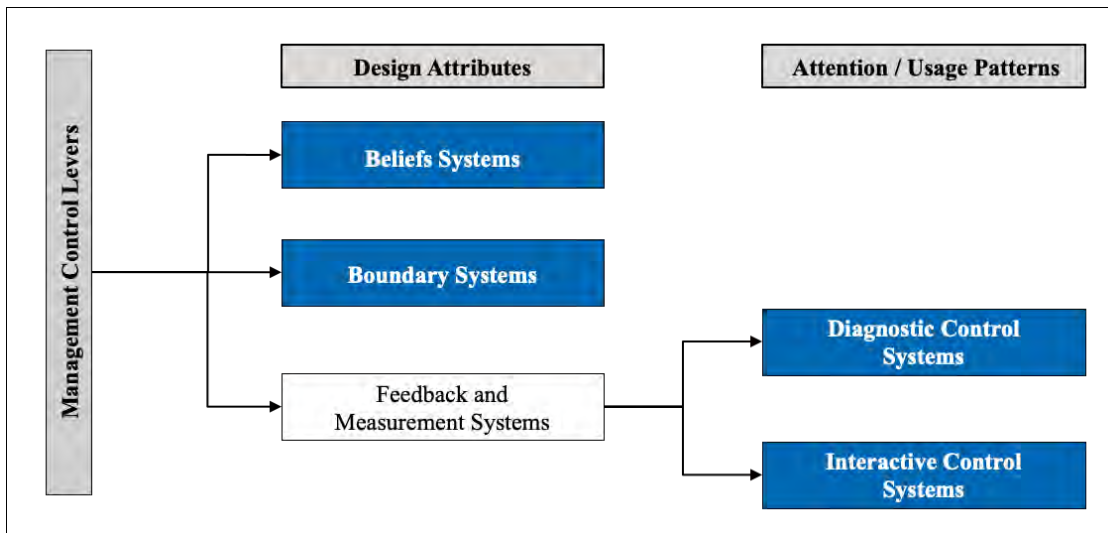 Management Control Levers
Design Attributes
Attention / Usage Patterns
Beliefs Systems
Boundary Systems
Feedback and
Measurement Systems
Diagnostic Control
Systems
Interactive Control
Systems